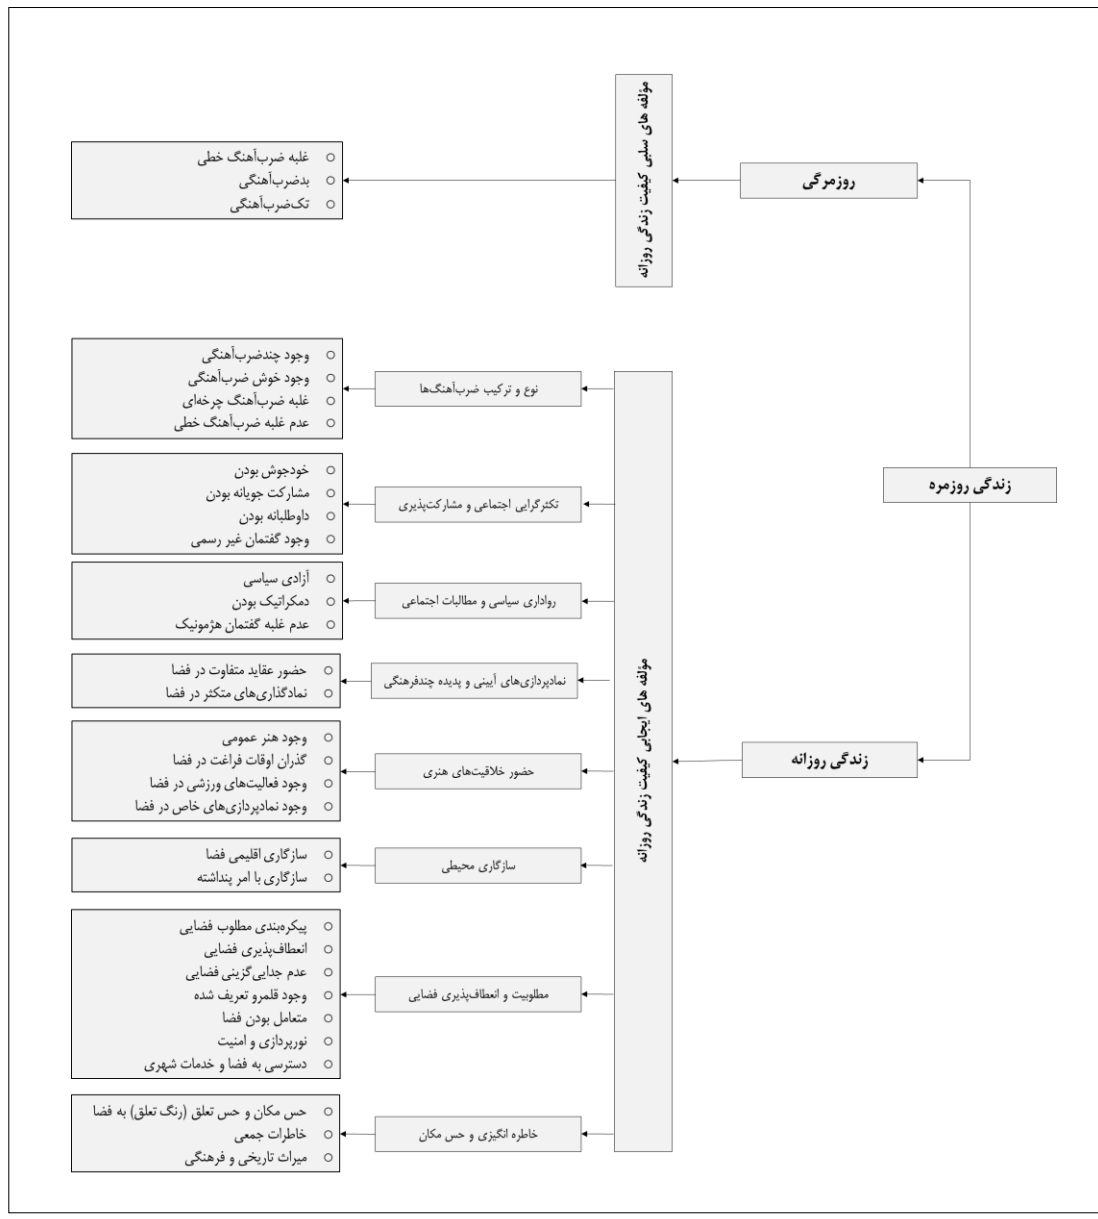 زندگی روزمره
روزمرگی
مؤلفه های سلبی کیفیت زندگی روزانه
غلبه ضرب‌آهنگ خطی
بدضرب‌آهنگی
تک‌ضرب‌آهنگی
زندگی روزانه
مؤلفه های ایجابی کیفیت زندگی روزانه
نوع و ترکیب ضرب‌آهنگ‌ها
وجود چندضرب‌آهنگی
وجود خوش ضرب‌آهنگی
غلبه ضرب‌آهنگ چرخه‌ای
عدم غلبه ضرب‌آهنگ خطی
تکثرگرایی اجتماعی و مشارکت‌پذیری
خودجوش بودن
مشارکت جویانه بودن
داوطلبانه بودن
وجود گفتمان غیر رسمی
رواداری سیاسی و مطالبات اجتماعی
آزادی سیاسی
دمکراتیک بودن
عدم غلبه گفتمان هژمونیک
نمادپردازی‌های آیینی و پدیده چندفرهنگی
حضور عقاید متفاوت در فضا
نمادگذاری‌های متکثر در فضا
حضور خلاقیت‌های هنری
وجود هنر عمومی
گذران اوقات فراغت در فضا
وجود فعالیت‌های ورزشی در فضا
وجود نمادپردازی‌های خاص در فضا
سازگاری محیطی
سازگاری اقلیمی فضا
سازگاری با امر پنداشته
مطلوبیت و انعطاف‌پذیری فضایی
پیکره‌بندی مطلوب فضایی
انعطاف‌پذیری فضایی
عدم جدایی‌گزینی فضایی
وجود قلمرو تعریف شده
متعامل بودن فضا
نورپردازی و امنیت
دسترسی به فضا و خدمات شهری
خاطره انگیزی و حس مکان
حس مکان و حس تعلق (رنگ تعلق) به فضا
خاطرات جمعی
میراث تاریخی و فرهنگی